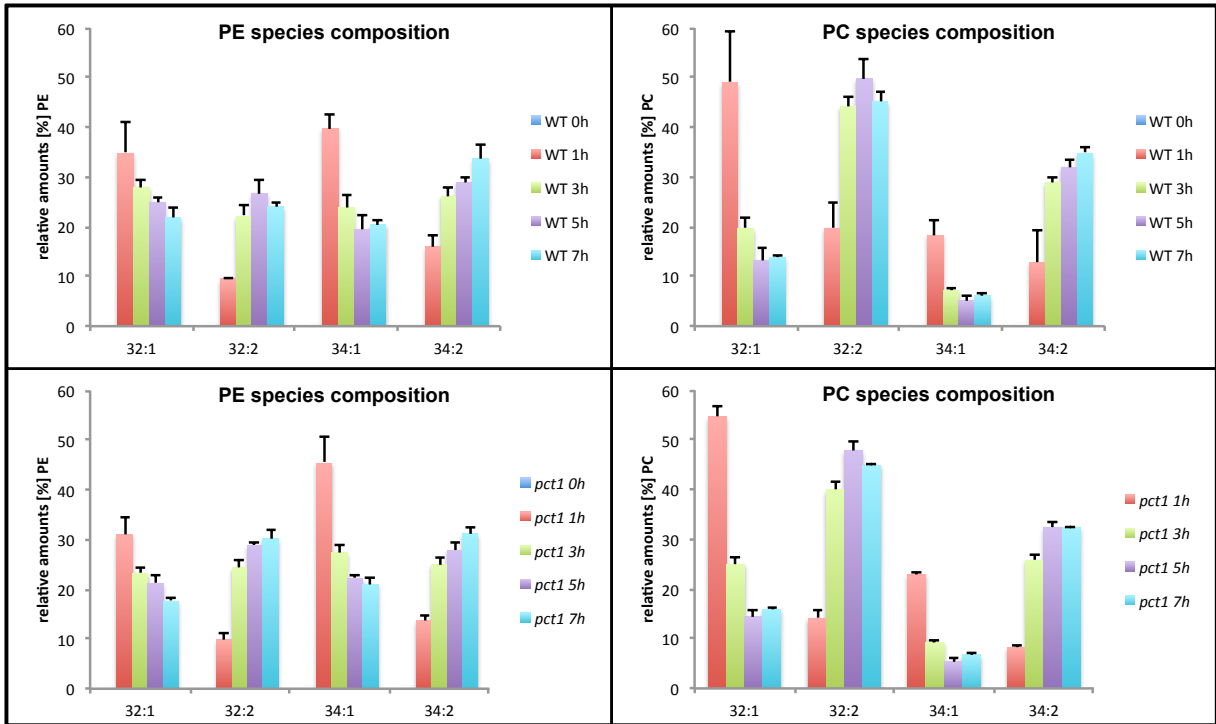 PE species composition
relative amounts [%] PE
60
50
40
30
20
10
0
32:1 32:2 34:1 34:2
WT 0h
WT 1h
WT 3h
WT 5h
WT 7h
PC species composition
relative amounts [%] PC
60
50
40
30
20
10
0
32:1 32:2 34:1 34:2
WT 0h
WT 1h
WT 3h
WT 5h
WT 7h
PE species composition
relative amounts [%] PE
60
50
40
30
20
10
0
32:1 32:2 34:1 34:2
pct1 0h
pct1 1h
pct1 3h
pct1 5h
pct1 7h
PC species composition
relative amounts [%] PC
60
50
40
30
20
10
0
32:1 32:2 34:1 34:2
pct1 1h
pct1 3h
pct1 5h
pct1 7h